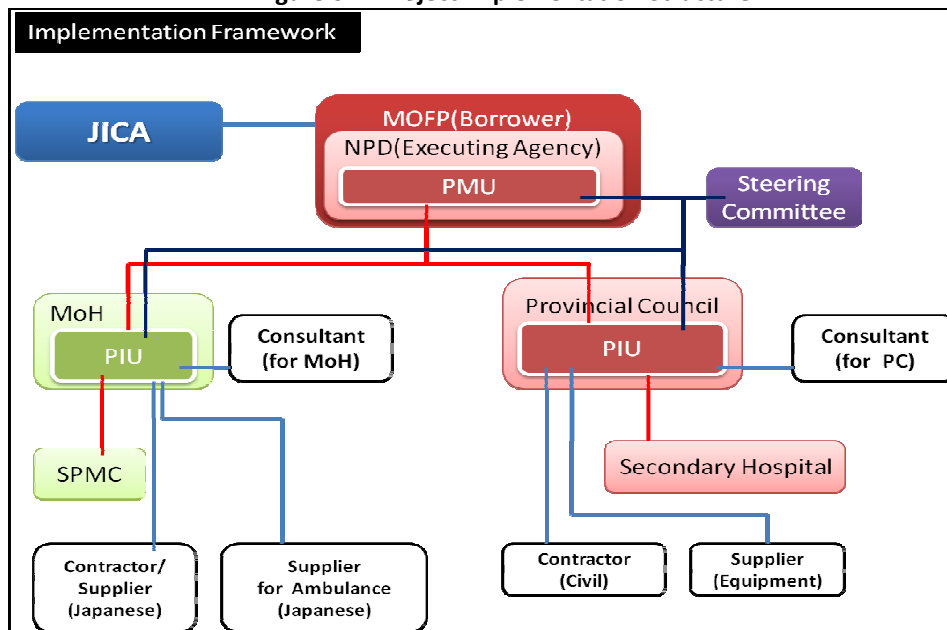 Implementation Framework
JICA
MOFP(Borrower)
NPD(Executing Agency)
PMU
Steering
Committee
MoH
PIU
Consultant
(for MoH)
Provincial Council
PIU
Consultant
(for PC)
SPMC
Secondary Hospital
Contractor/
Supplier
(Japanese)
Supplier
for Ambulance
(Japanese)
Contractor
(Civil)
Supplier
(Equipment)